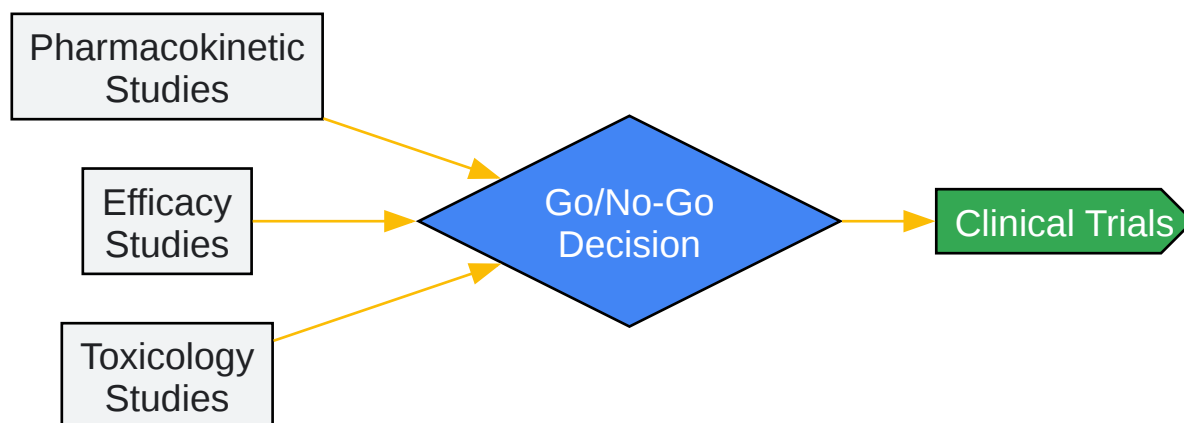 Pharmacokinetic
Studies
Efficacy
Studies
Toxicology
Studies
Go/No-Go
Decision
Clinical Trials